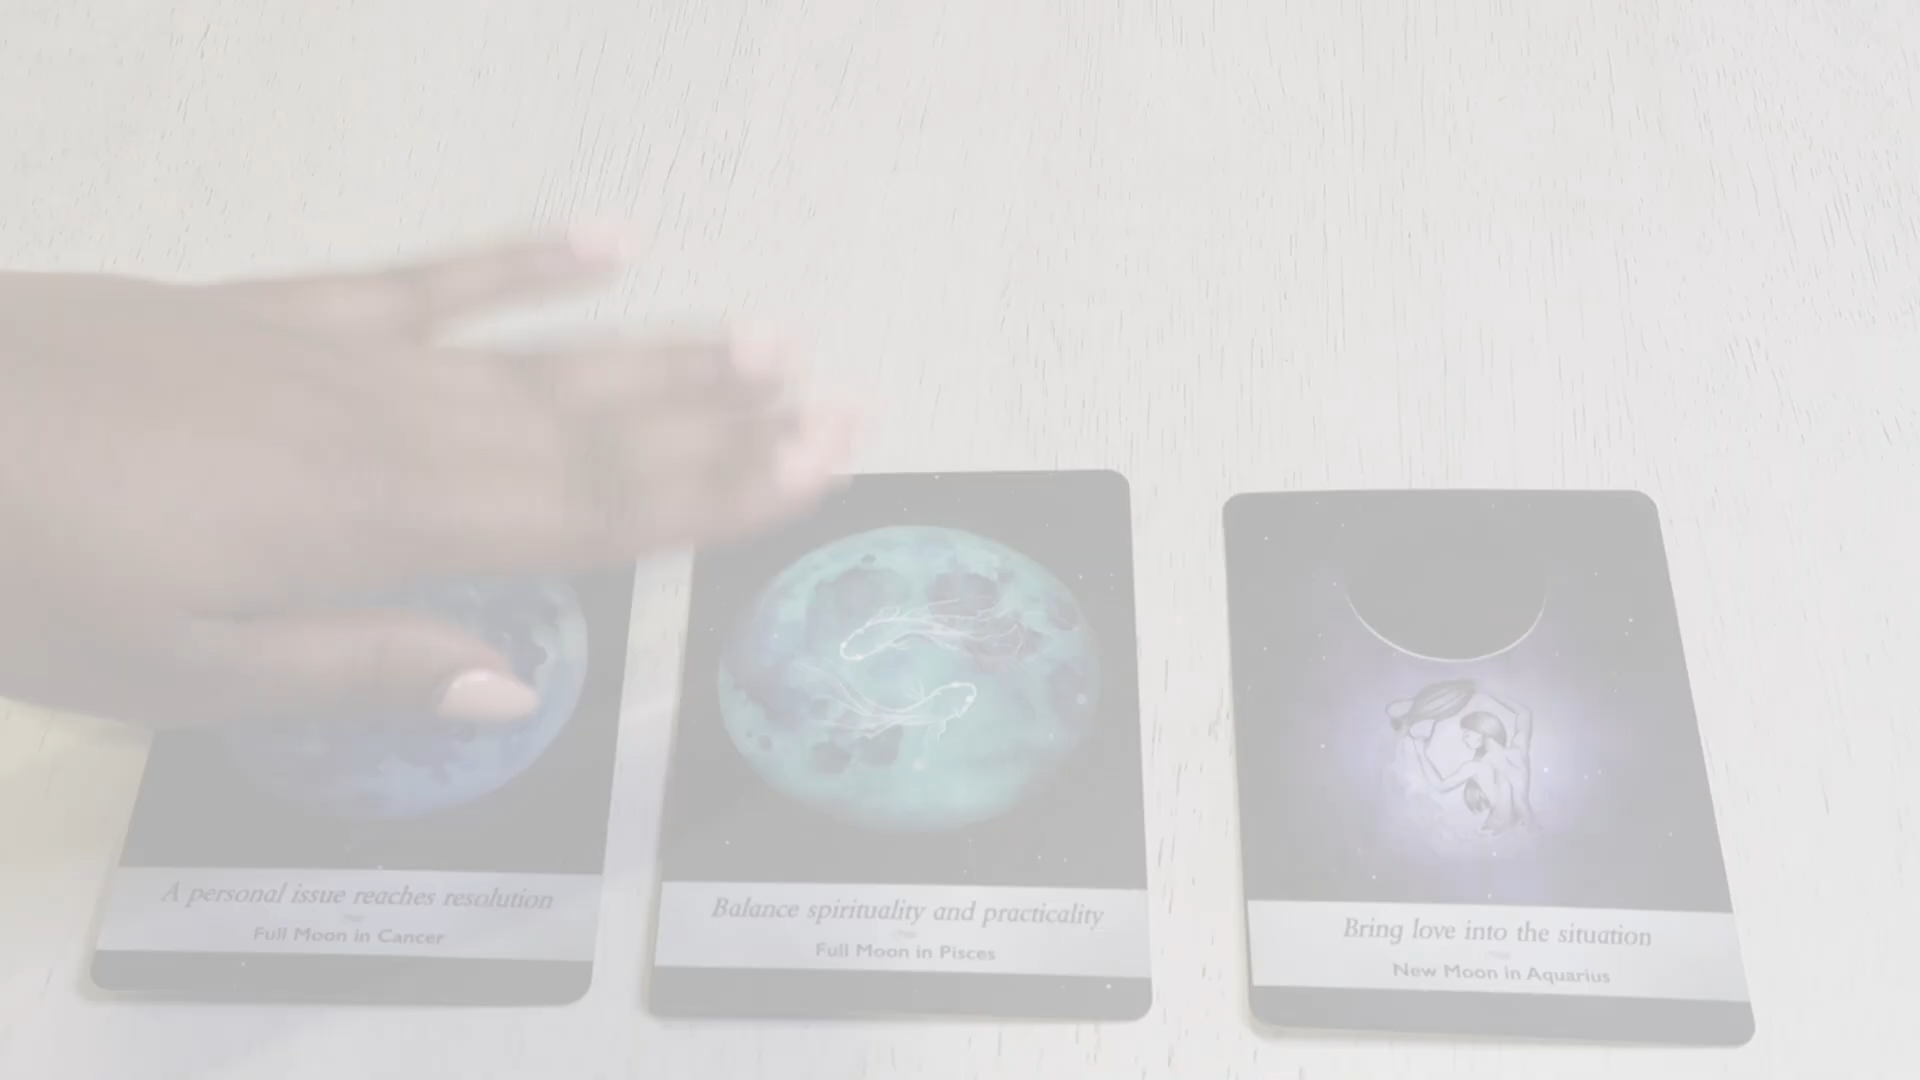 A personal issue reaches resolution
Full Moon in Cancer
Balance spirituality and practicality
Full Moon in Pisces
Bring love into the situation
New Moon in Aquarius